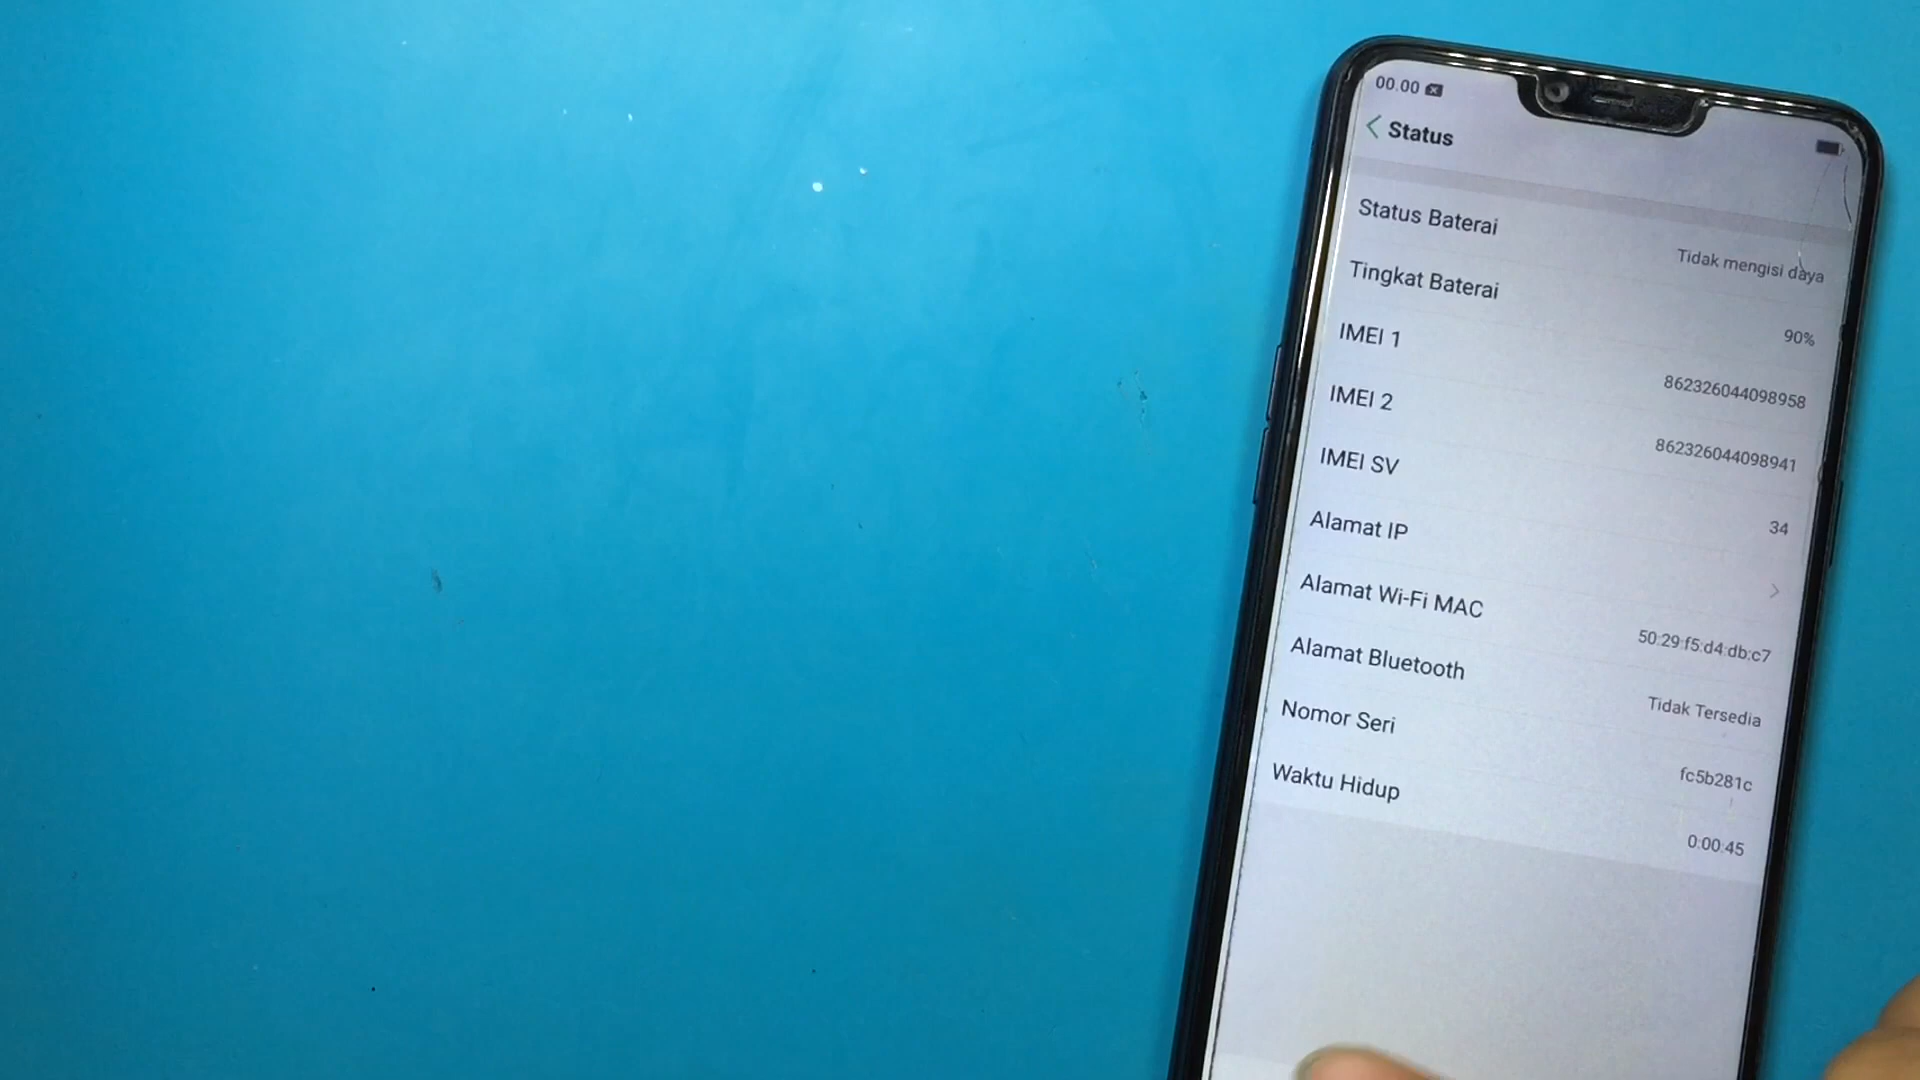 00.00
Status
Status Baterai
Tidak mengisi daya
Tingkat Baterai
90%
IMEI 1
862326044098958
IMEI 2
862326044098941
IMEI SV
34
Alamat IP
Alamat Wi-Fi MAC
50:29:f5:d4:db:c7
Alamat Bluetooth
Tidak Tersedia
Nomor Seri
fc5b281c
Waktu Hidup
0:00:45